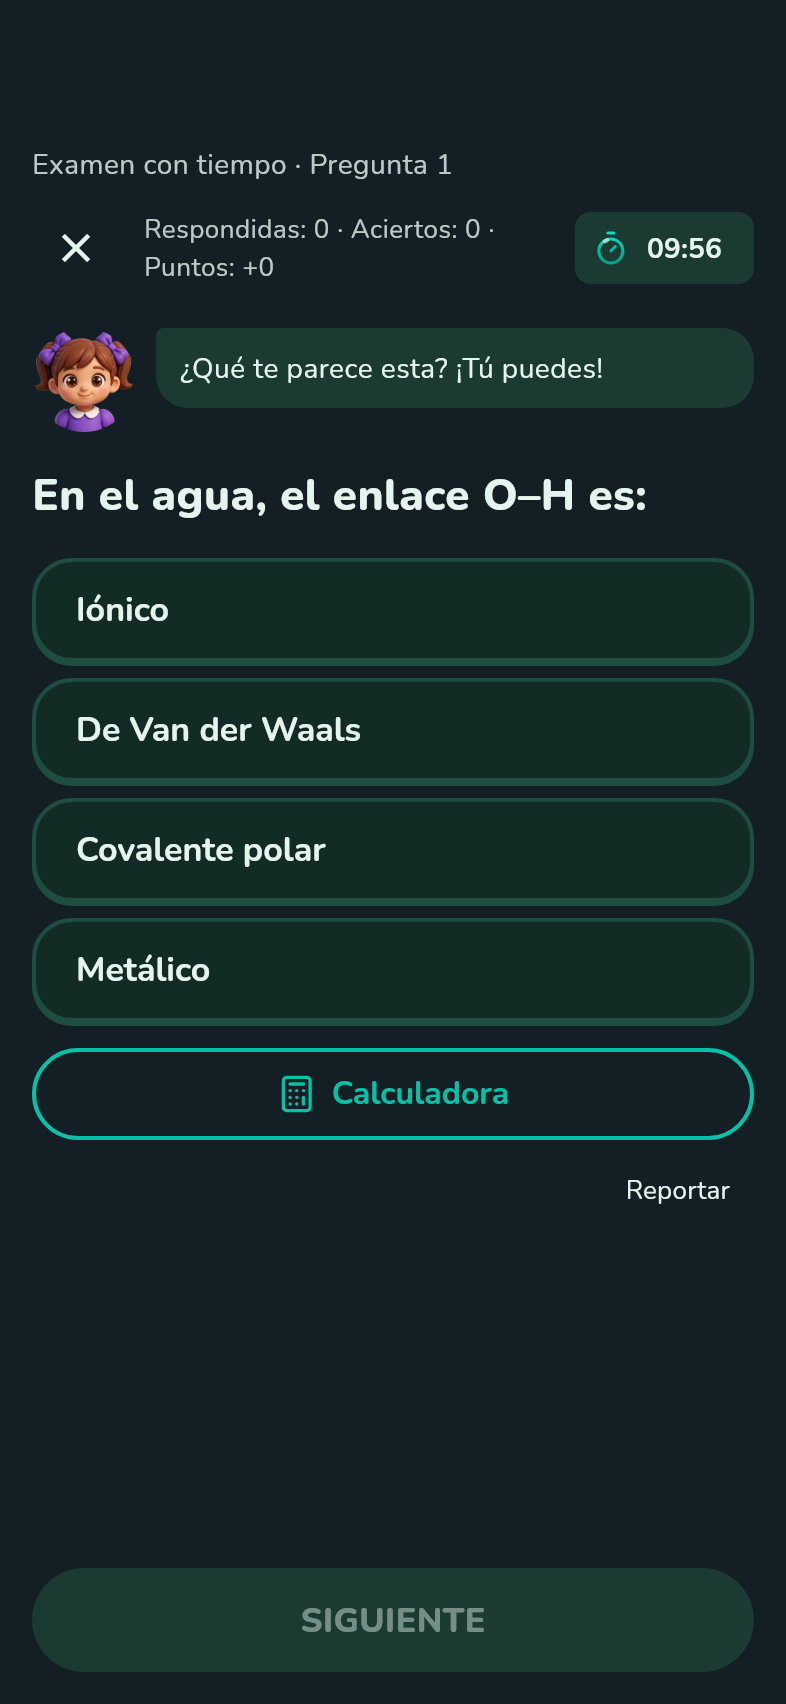 Examen con tiempo · Pregunta 1
Respondidas: 0 · Aciertos: 0 ·
Puntos: +0
09:56
¿Qué te parece esta? ¡Tú puedes!
En el agua, el enlace O–H es:
Iónico
De Van der Waals
Covalente polar
Metálico
Calculadora
Reportar
SIGUIENTE